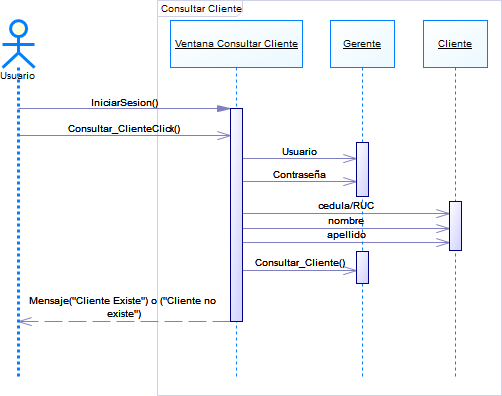 Consultar Cliente
Ventana Consultar Cliente
Gerente
Cliente
Usuario
IniciarSesion()
Consultar_ClienteClick()
Usuario
Contraseña
cedula/RUC
nombre
apellido
Consultar_Cliente()
Mensaje("Cliente Existe") o ("Cliente no
existe")